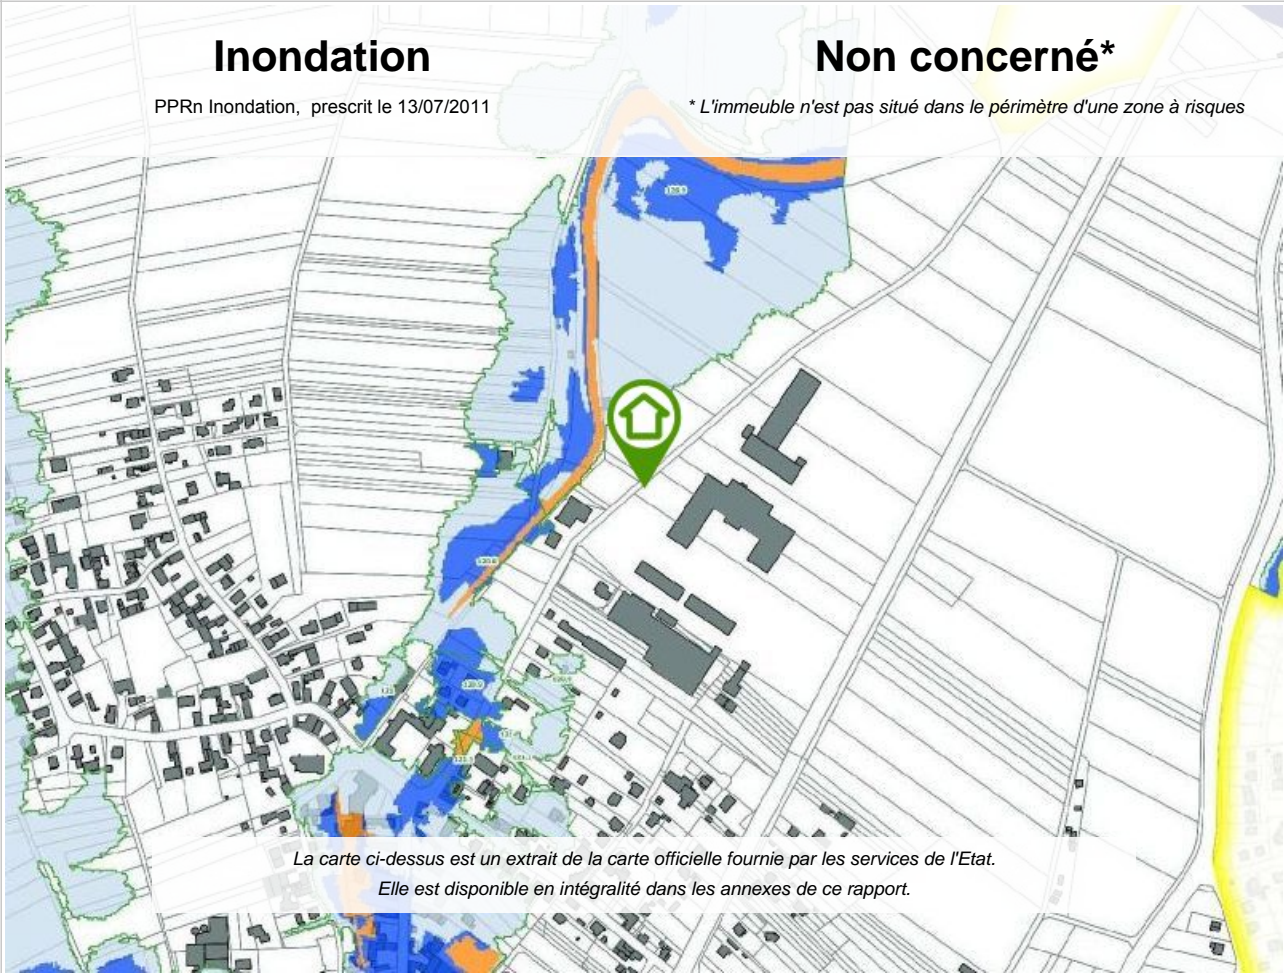 Inondation
Non concerné*
PPRn Inondation, prescrit le 13/07/2011
* L'immeuble n'est pas situé dans le périmètre d'une zone à risques
La carte ci-dessus est un extrait de la carte officielle fournie par les services de l'Etat.
Elle est disponible en intégralité dans les annexes de ce rapport.